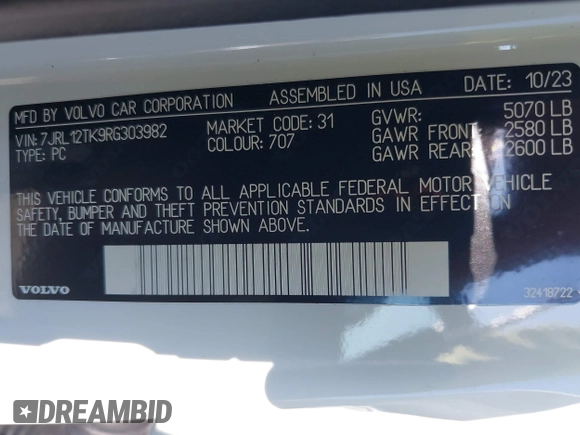 MFD BY VOLVO CAR CORPORATION ASSEMBLED IN USA DATE: 10/23
VIN: 7JRL12TK9RG303982 MARKET CODE: 31 GVWR: 5070 LB
TYPE: PC COLOUR: 707 GAWR FRONT: 2580 LB
GAWR REAR: 2600 LB
THIS VEHICLE CONFORMS TO ALL APPLICABLE FEDERAL MOTOR VEHICLE
SAFETY, BUMPER AND THEFT PREVENTION STANDARDS IN EFFECT ON
THE DATE OF MANUFACTURE SHOWN ABOVE.
VOLVO 32418722
DREAMBID